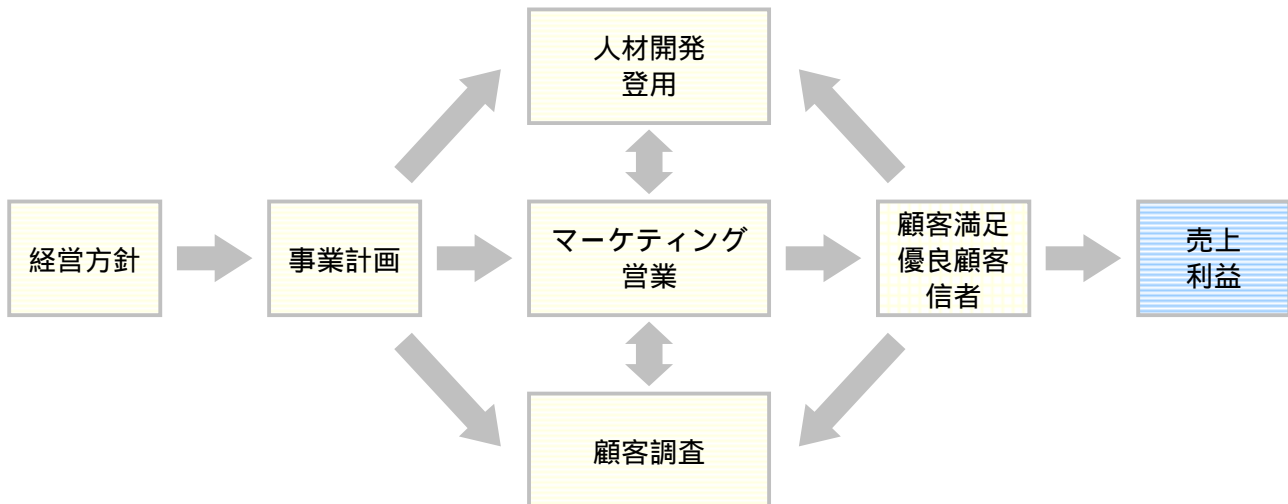 人材開発
登用
経営方針
事業計画
マーケティング
営業
顧客満足
優良顧客
信者
売上
利益
顧客調査